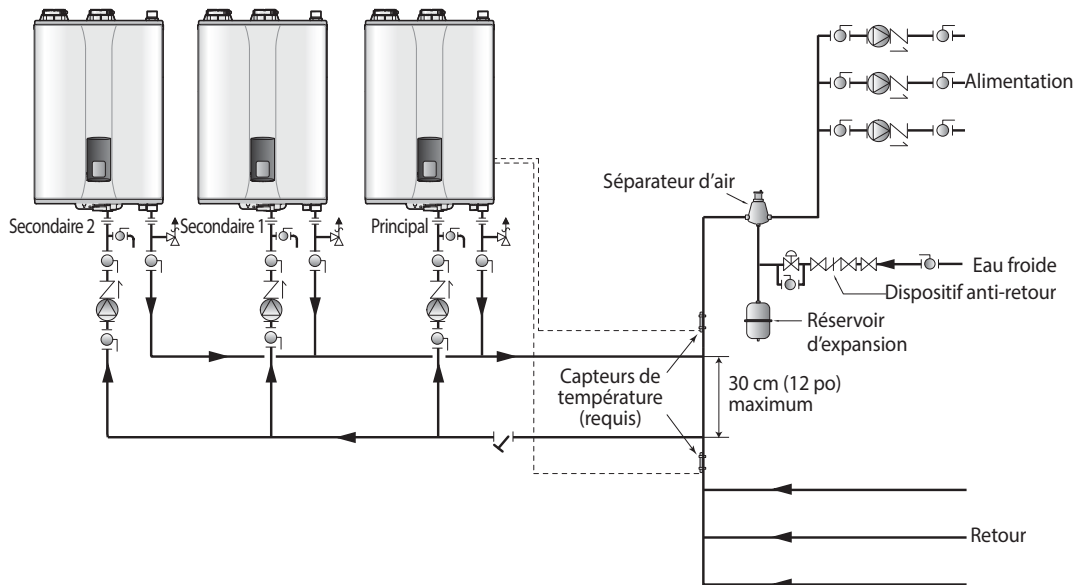 Alimentation
Séparateur d'air
Secondaire 2
Secondaire 1
Principal
Eau froide
Dispositif anti-retour
Réservoir
d'expansion
Capteurs de
température
(requis)
30 cm (12 po)
maximum
Retour